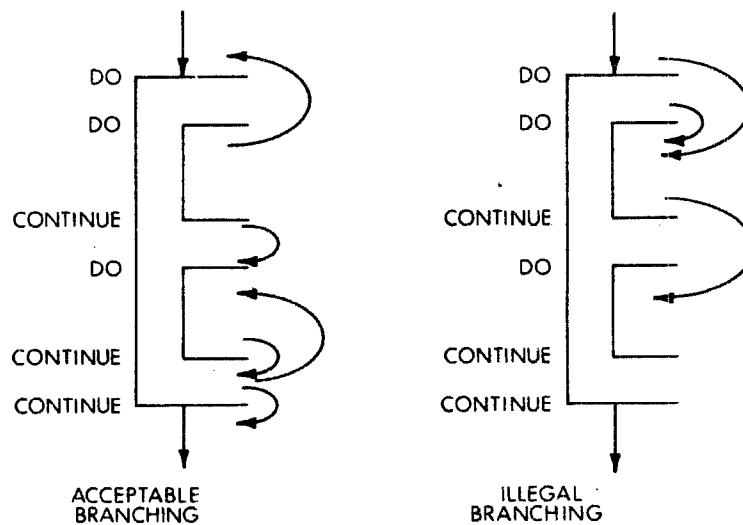 DO
DO
CONTINUE
DO
CONTINUE
CONTINUE
ACCEPTABLE
BRANCHING
DO
DO
CONTINUE
DO
CONTINUE
CONTINUE
ILLEGAL
BRANCHING